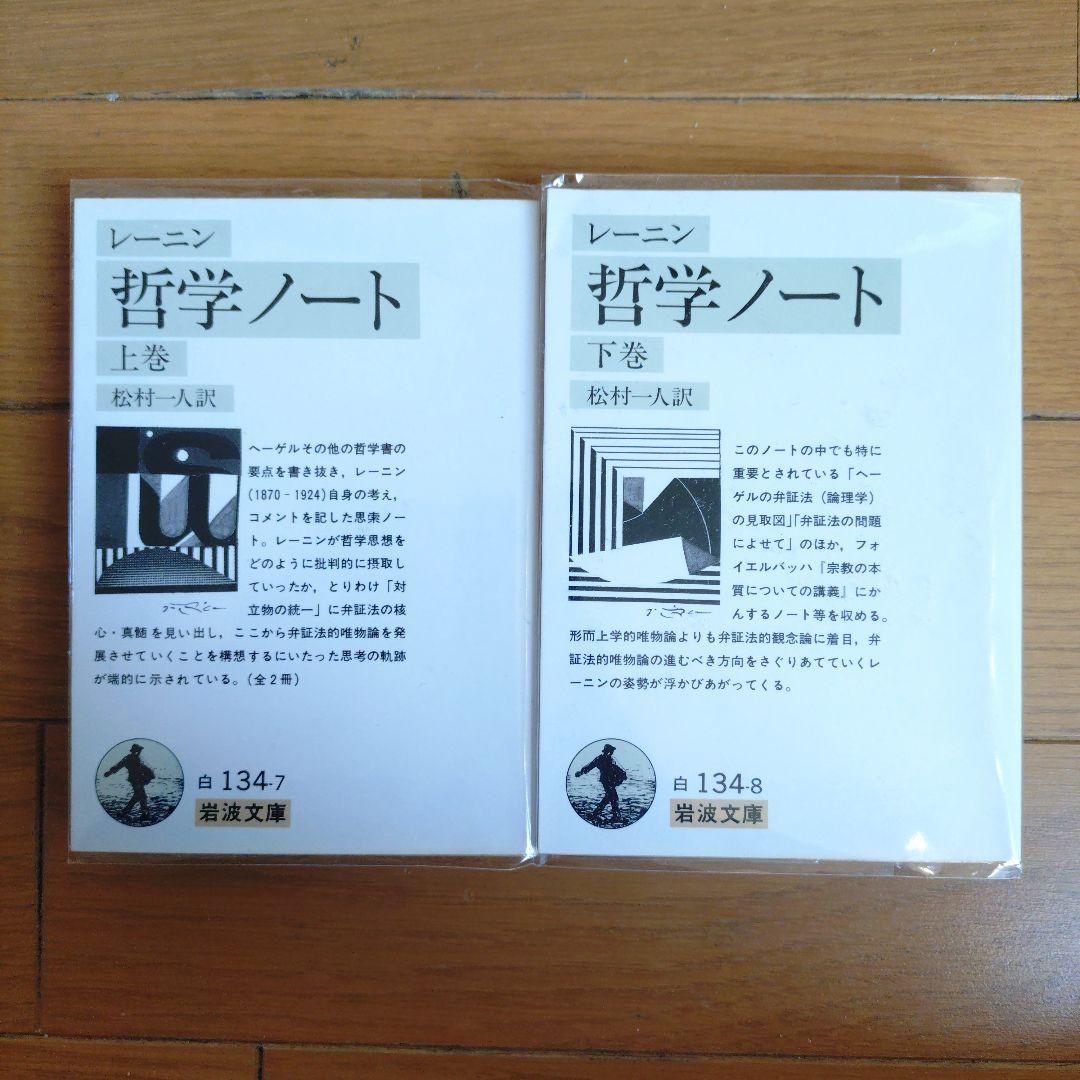 レーニン
哲学ノート
上巻
松村一人訳
ヘーゲルその他の哲学書の
要点を書き抜き，レーニン
(1870‐1924)自身の考え，
コメントを記した思索ノー
ト。レーニンが哲学思想を
どのように批判的に摂取し
ていったか，とりわけ「対
立物の統一」に弁証法の核
心・真髄を見い出し，ここから弁証法的唯物論を発
展させていくことを構想するにいたった思考の軌跡
が端的に示されている。(全2冊)
白 134-7
岩波文庫
レーニン
哲学ノート
下巻
松村一人訳
このノートの中でも特に
重要とされている「ヘー
ゲルの弁証法（論理学）
の見取図」「弁証法の問題
によせて」のほか，フォ
イエルバッハ『宗教の本
質についての講義』にか
んするノート等を収める。
形而上学的唯物論よりも弁証法的観念論に着目，弁
証法的唯物論の進むべき方向をさぐりあてていくレ
ーニンの姿勢が浮かびあがってくる。
白 134-8
岩波文庫